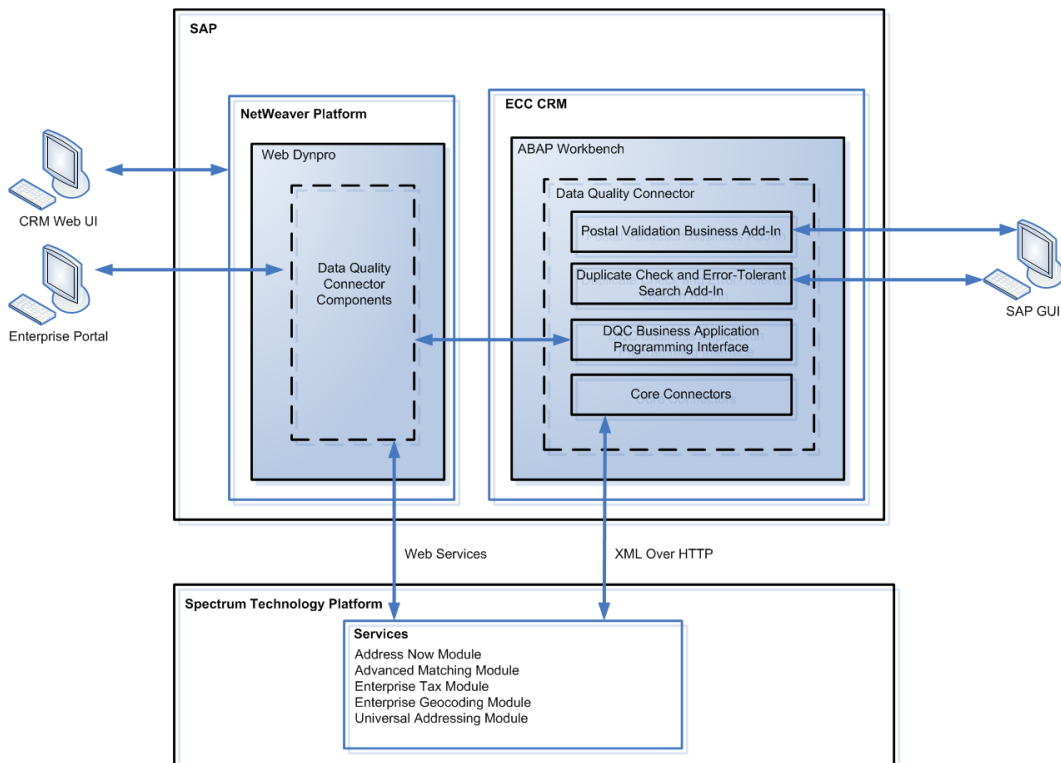 SAP
NetWeaver Platform
ECC CRM
Web Dynpro
ABAP Workbench
Data Quality Connector
Postal Validation Business Add-In
CRM Web UI
Data Quality
Connector
Components
Duplicate Check and Error-Tolerant
Search Add-In
SAP GUI
Enterprise Portal
DQC Business Application
Programming Interface
Core Connectors
Web Services
XML Over HTTP
Spectrum Technology Platform
Services
Address Now Module
Advanced Matching Module
Enterprise Tax Module
Enterprise Geocoding Module
Universal Addressing Module